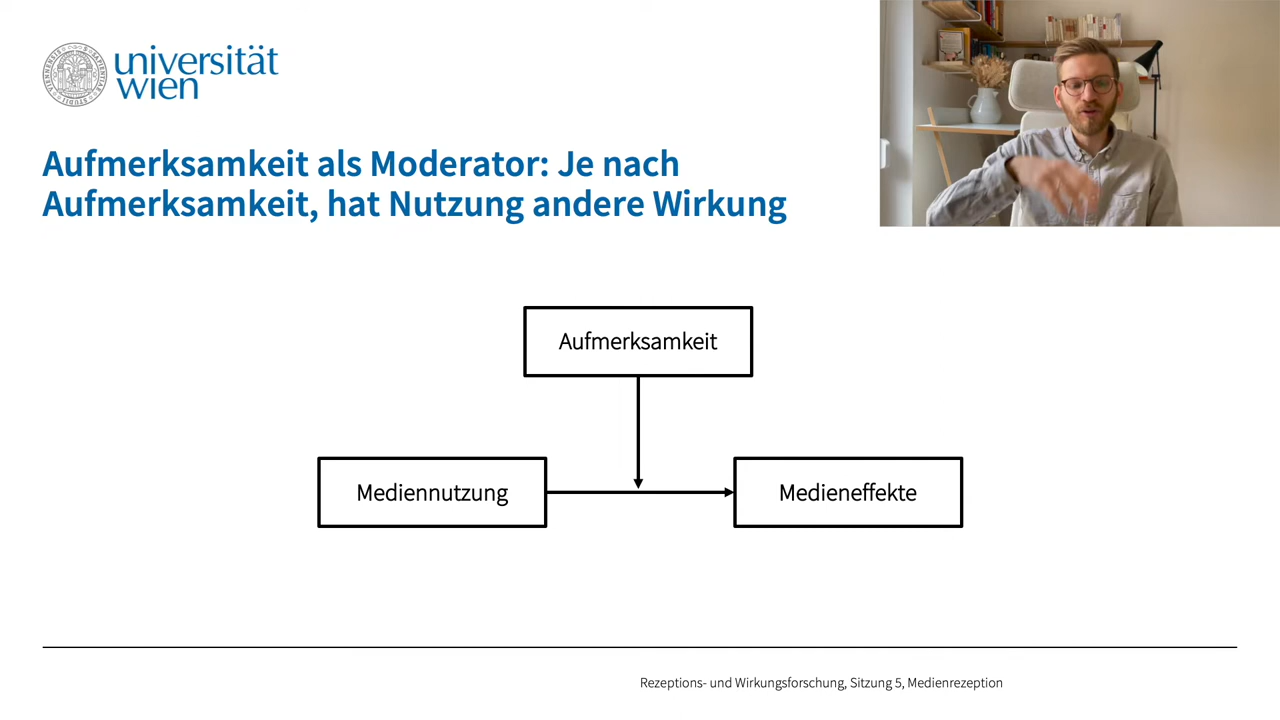 universität
wien
Aufmerksamkeit als Moderator: Je nach
Aufmerksamkeit, hat Nutzung andere Wirkung
Aufmerksamkeit
Mediennutzung
Medieneffekte
Rezeptions- und Wirkungsforschung, Sitzung 5, Medienrezeption